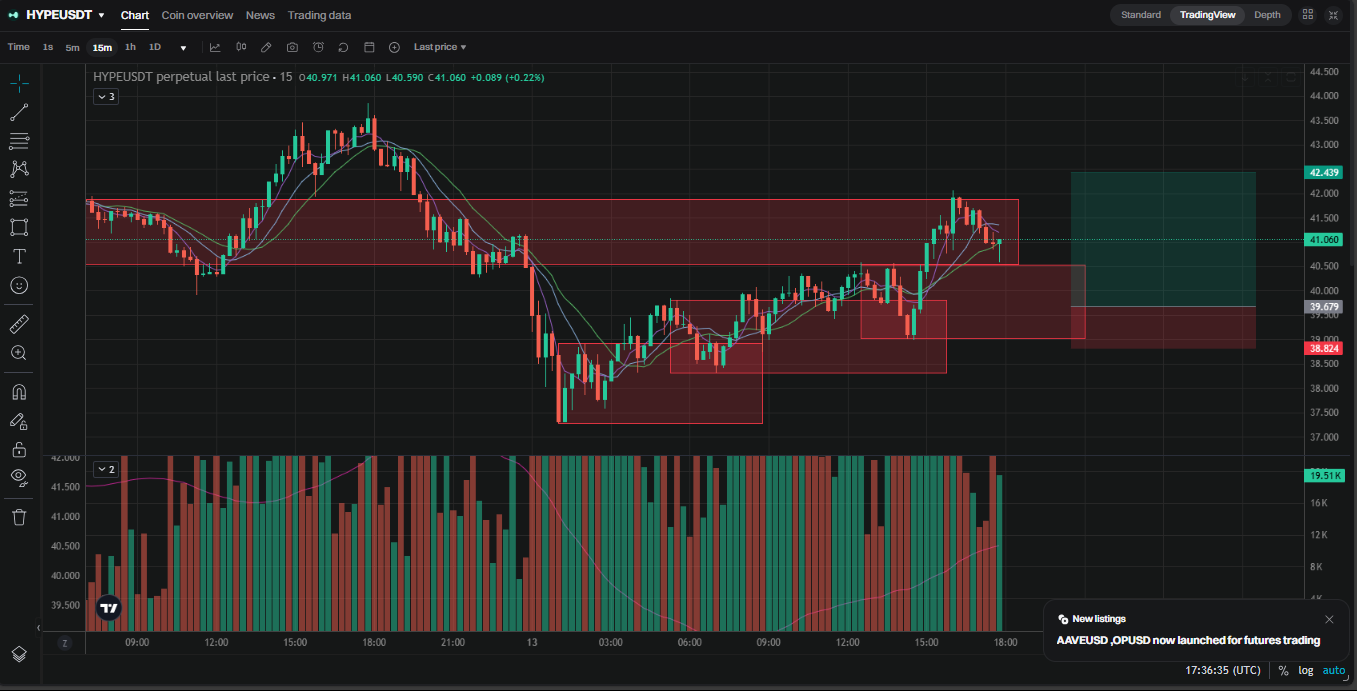 HYPEUSDT Chart Coin overview News Trading data Standard TradingView Depth
Time 1s 5m 15m 1h 1D Last price
HYPEUSDT perpetual last price · 15 O40.971 H41.060 L40.590 C41.060 +0.089 (+0.22%)
3
44.500
44.000
43.500
43.000
42.439
42.000
41.500
41.060
40.500
40.000
39.679
39.500
39.000
38.824
38.500
38.000
37.500
37.000
2
42.000
41.500
41.000
40.500
40.000
39.500
19.51K
16K
12K
8K
4K
Z 09:00 12:00 15:00 18:00 21:00 13 03:00 06:00 09:00 12:00 15:00 18:00
New listings
AAVEUSD ,OPUSD now launched for futures trading
17:36:35 (UTC) % log auto